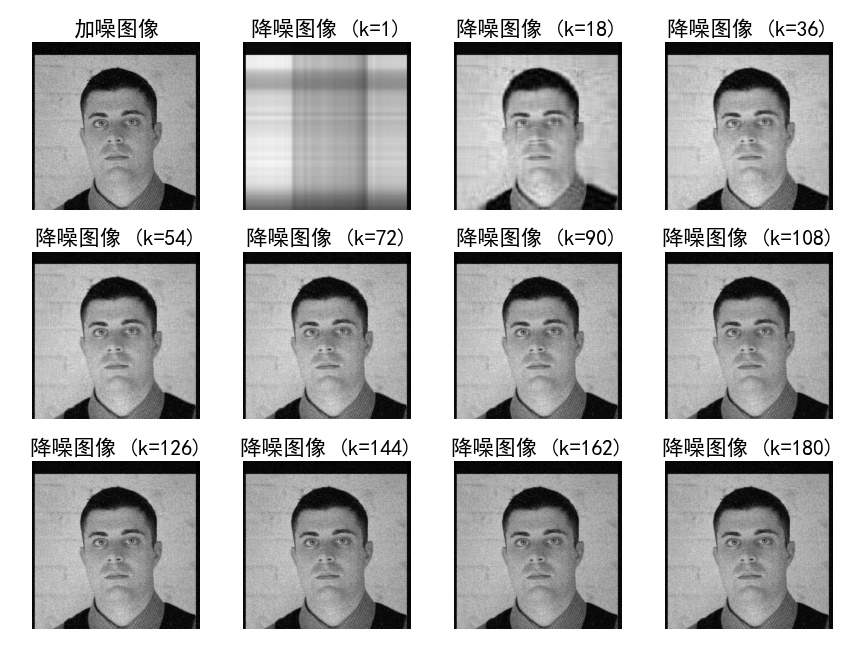 加噪图像
降噪图像 (k=1)
降噪图像 (k=18)
降噪图像 (k=36)
降噪图像 (k=54)
降噪图像 (k=72)
降噪图像 (k=90)
降噪图像 (k=108)
降噪图像 (k=126)
降噪图像 (k=144)
降噪图像 (k=162)
降噪图像 (k=180)